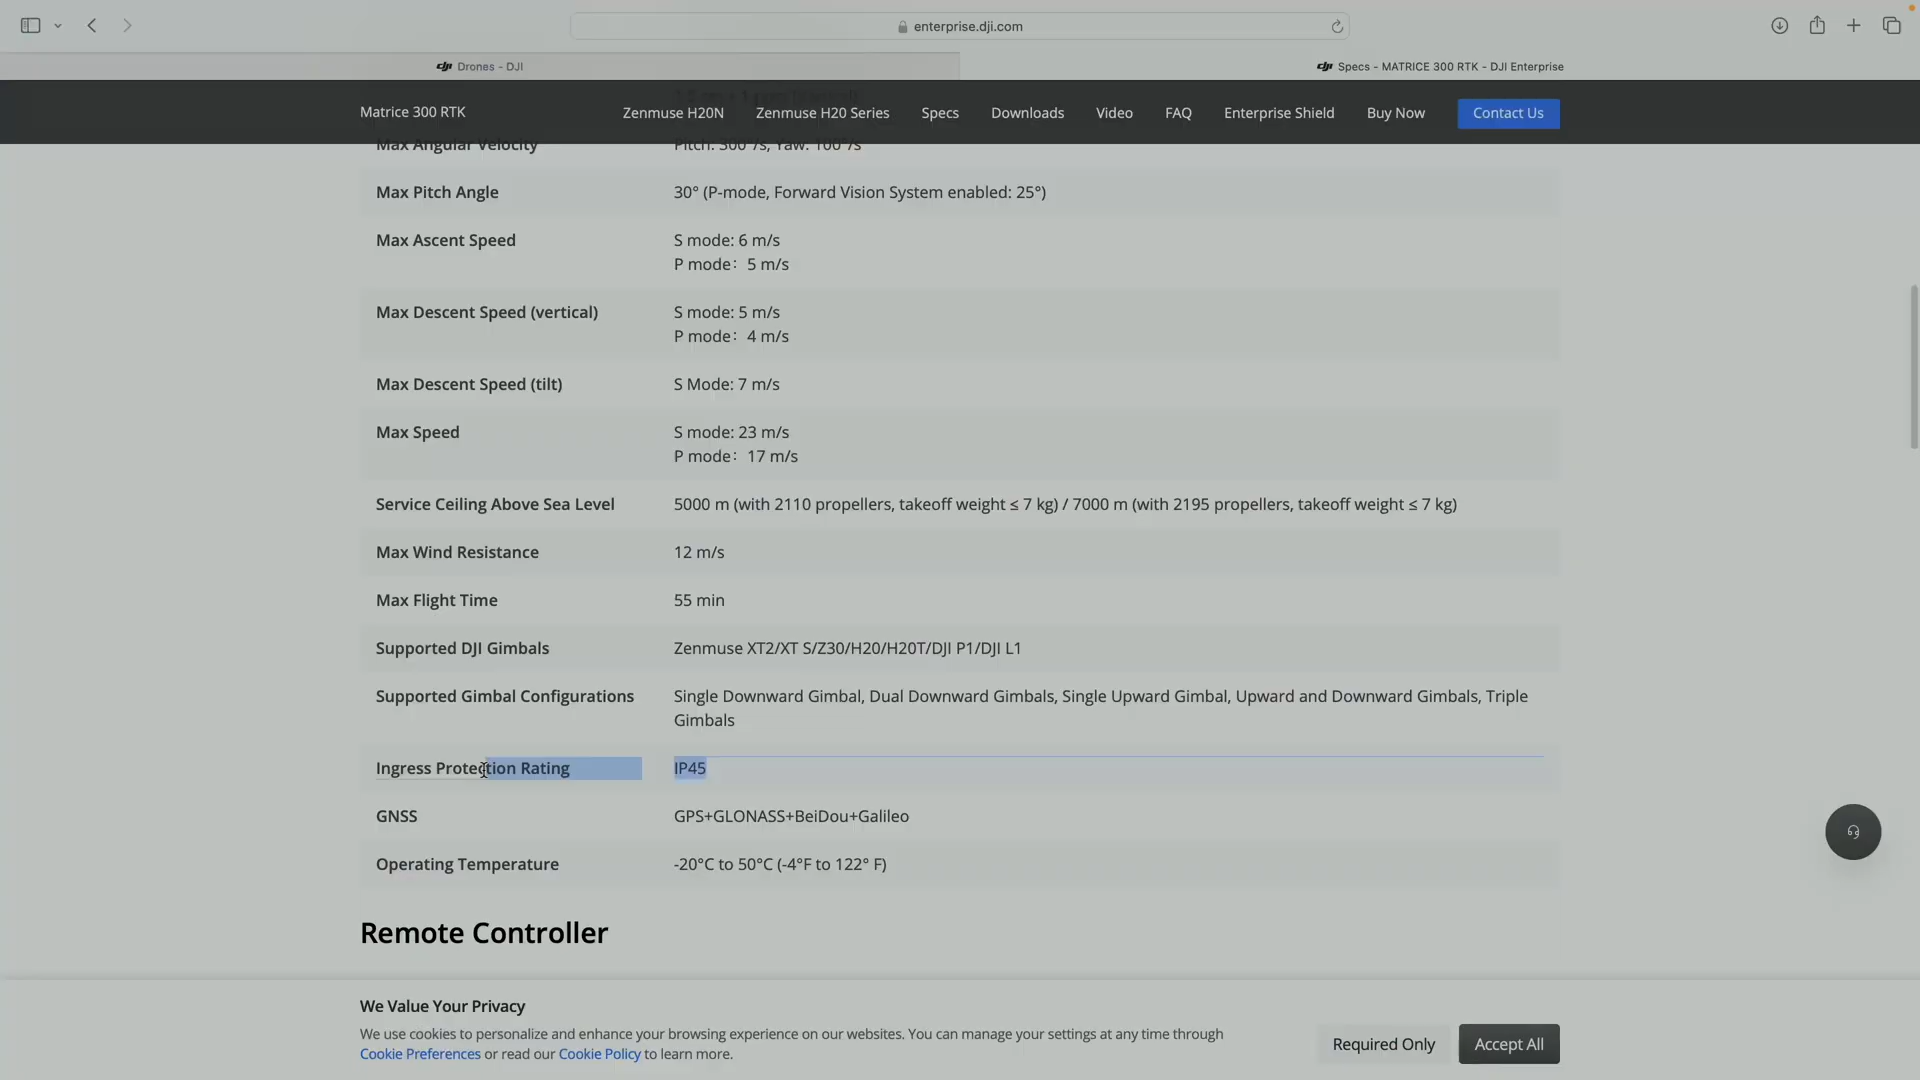 enterprise.dji.com
Drones - DJI
Specs - MATRICE 300 RTK - DJI Enterprise
Matrice 300 RTK
Zenmuse H20N
Zenmuse H20 Series
Specs
Downloads
Video
FAQ
Enterprise Shield
Buy Now
Contact Us
Max Angular Velocity
Pitch: 300°/s, Yaw: 100°/s
Max Pitch Angle
30° (P-mode, Forward Vision System enabled: 25°)
Max Ascent Speed
S mode: 6 m/s
P mode：5 m/s
Max Descent Speed (vertical)
S mode: 5 m/s
P mode：4 m/s
Max Descent Speed (tilt)
S Mode: 7 m/s
Max Speed
S mode: 23 m/s
P mode：17 m/s
Service Ceiling Above Sea Level
5000 m (with 2110 propellers, takeoff weight ≤ 7 kg) / 7000 m (with 2195 propellers, takeoff weight ≤ 7 kg)
Max Wind Resistance
12 m/s
Max Flight Time
55 min
Supported DJI Gimbals
Zenmuse XT2/XT S/Z30/H20/H20T/DJI P1/DJI L1
Supported Gimbal Configurations
Single Downward Gimbal, Dual Downward Gimbals, Single Upward Gimbal, Upward and Downward Gimbals, Triple
Gimbals
Ingress Protection Rating
IP45
GNSS
GPS+GLONASS+BeiDou+Galileo
Operating Temperature
-20°C to 50°C (-4°F to 122° F)
Remote Controller
We Value Your Privacy
We use cookies to personalize and enhance your browsing experience on our websites. You can manage your settings at any time through
Cookie Preferences or read our Cookie Policy to learn more.
Required Only
Accept All